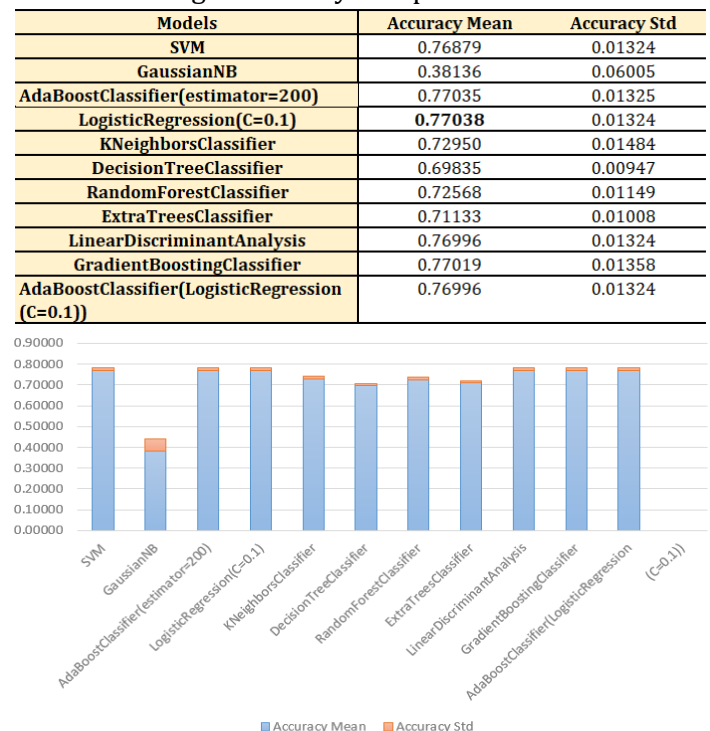 Models Accuracy Mean Accuracy Std
SVM 0.76879 0.01324
GaussianNB 0.38136 0.06005
AdaBoostClassifier(estimator=200) 0.77035 0.01325
LogisticRegression(C=0.1) 0.77038 0.01324
KNeighborsClassifier 0.72950 0.01484
DecisionTreeClassifier 0.69835 0.00947
RandomForestClassifier 0.72568 0.01149
ExtraTreesClassifier 0.71133 0.01008
LinearDiscriminantAnalysis 0.76996 0.01324
GradientBoostingClassifier 0.77019 0.01358
AdaBoostClassifier(LogisticRegression 0.76996 0.01324
(C=0.1))
0.90000
0.80000
0.70000
0.60000
0.50000
0.40000
0.30000
0.20000
0.10000
0.00000
SVM
GaussianNB
AdaBoostClassifier(estimator=200)
LogisticRegression(C=0.1)
KNeighborsClassifier
DecisionTreeClassifier
RandomForestClassifier
ExtraTreesClassifier
LinearDiscriminantAnalysis
GradientBoostingClassifier
AdaBoostClassifier(LogisticRegression
(C=0.1))
Accuracy Mean Accuracy Std